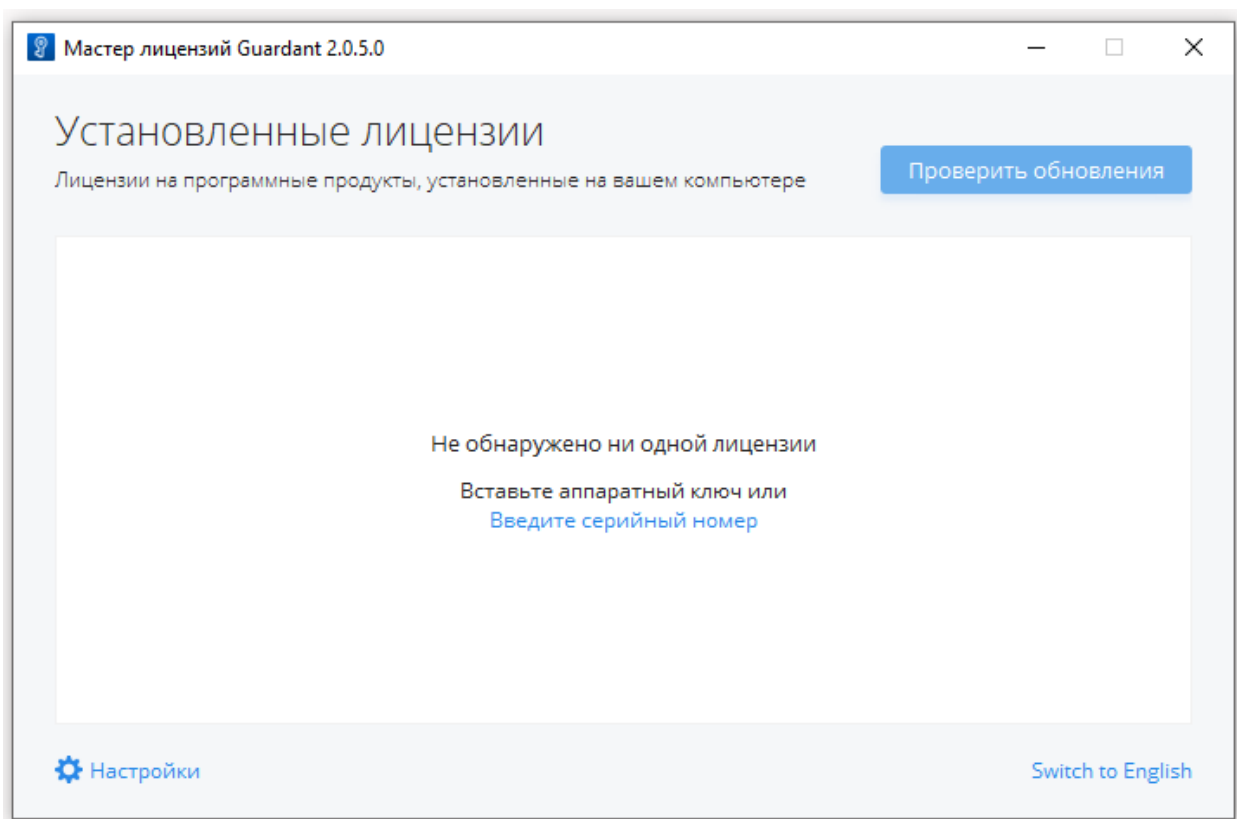 Мастер лицензий Guardant 2.0.5.0
Установленные лицензии
Лицензии на программные продукты, установленные на вашем компьютере
Проверить обновления
Не обнаружено ни одной лицензии
Вставьте аппаратный ключ или
Введите серийный номер
Настройки
Switch to English